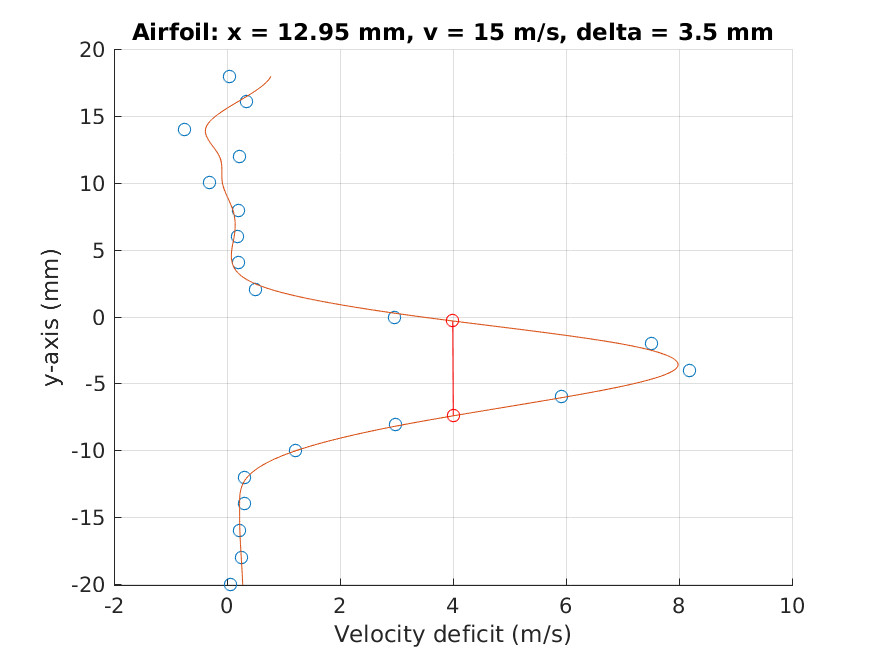 Airfoil: x = 12.95 mm, v = 15 m/s, delta = 3.5 mm
20
15
10
5
0
-5
-10
-15
-20
y-axis (mm)
-2 0 2 4 6 8 10
Velocity deficit (m/s)